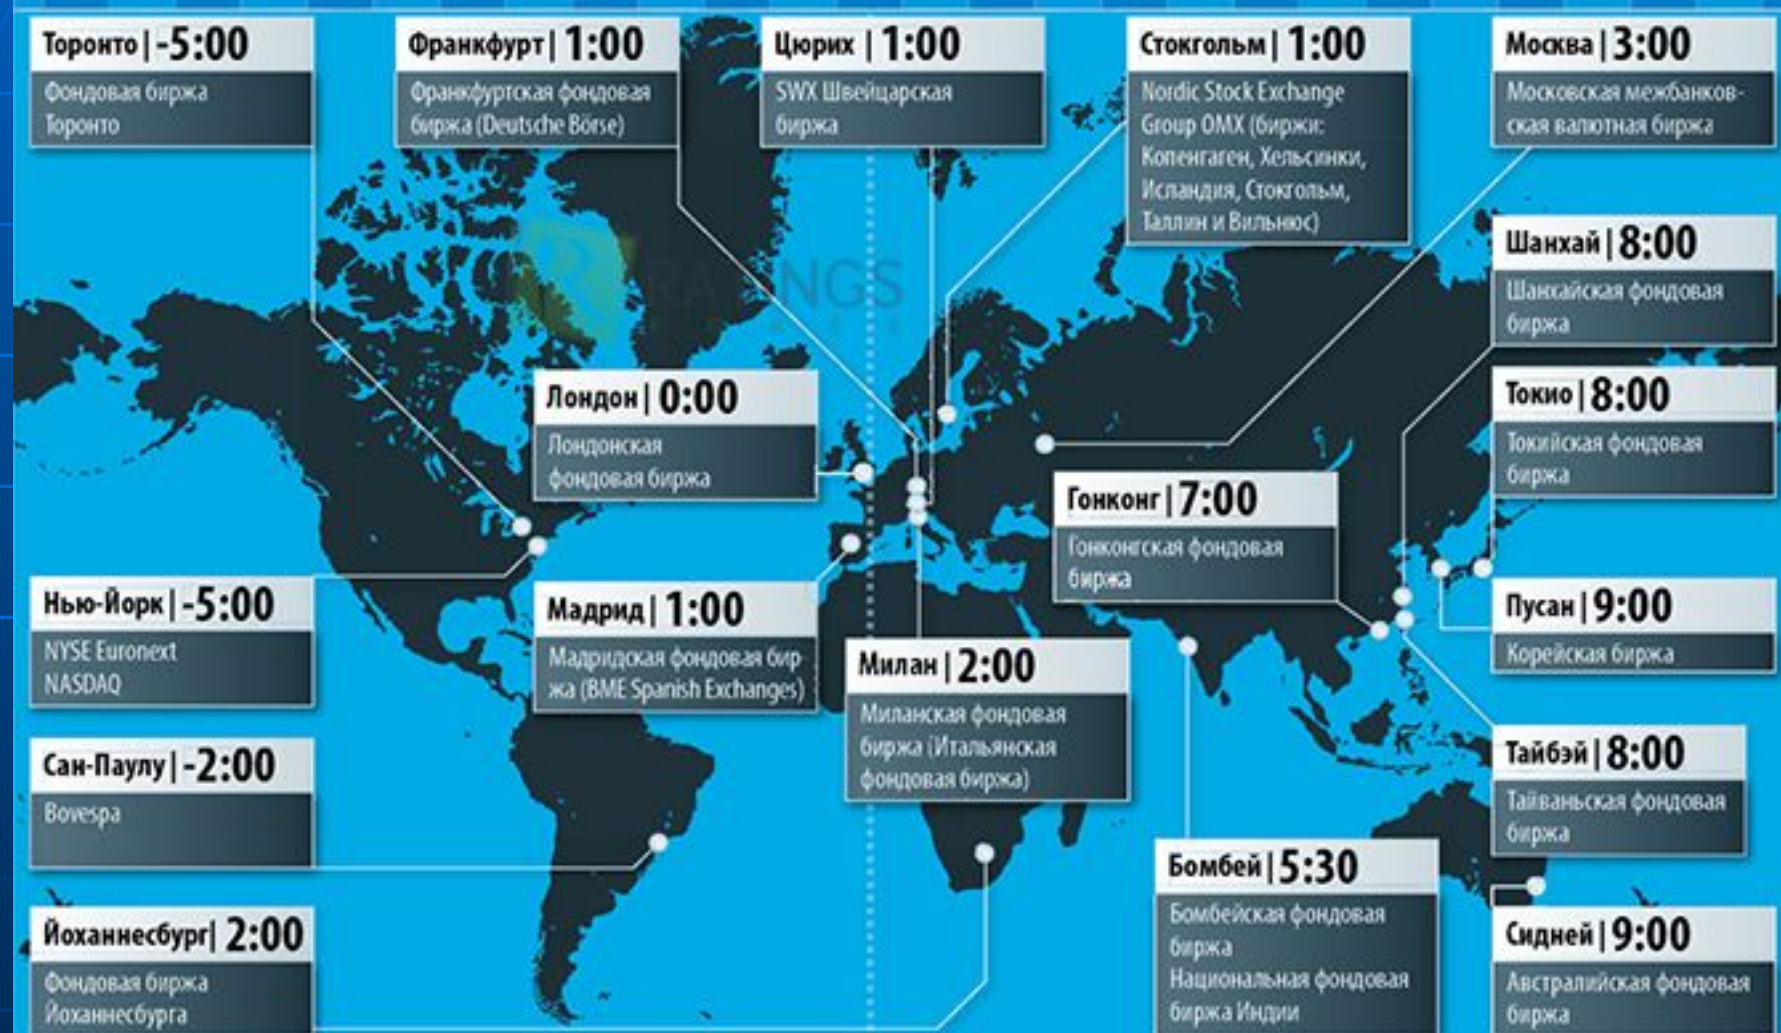 Торонто | -5:00
Фондовая биржа
Торонто
Франкфурт | 1:00
Франкфуртская фондовая
биржа (Deutsche Börse)
Цюрих | 1:00
SWX Швейцарская
биржа
Стокгольм | 1:00
Nordic Stock Exchange
Group OMX (биржи:
Копенгаген, Хельсинки,
Исландия, Стокгольм,
Таллин и Вильнюс)
Москва | 3:00
Московская межбанков-
ская валютная биржа
Шанхай | 8:00
Шанхайская фондовая
биржа
Лондон | 0:00
Лондонская
фондовая биржа
Токио | 8:00
Токийская фондовая
биржа
Гонконг | 7:00
Гонконгская фондовая
биржа
Нью-Йорк | -5:00
NYSE Euronext
NASDAQ
Мадрид | 1:00
Мадридская фондовая бир
жа (BME Spanish Exchanges)
Милан | 2:00
Миланская фондовая
биржа (Итальянская
фондовая биржа)
Пусан | 9:00
Корейская биржа
Сан-Паулу | -2:00
Bovespa
Тайбэй | 8:00
Тайваньская фондовая
биржа
Бомбей | 5:30
Бомбейская фондовая
биржа
Национальная фондовая
биржа Индии
Йоханнесбург | 2:00
Фондовая биржа
Йоханнесбурга
Сидней | 9:00
Австралийская фондовая
биржа